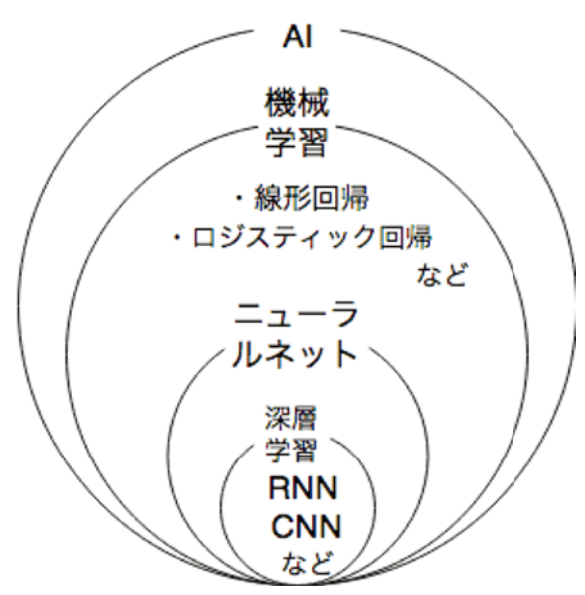 AI
機械
学習
・線形回帰
・ロジスティック回帰
など
ニューラ
ルネット
深層
学習
RNN
CNN
など